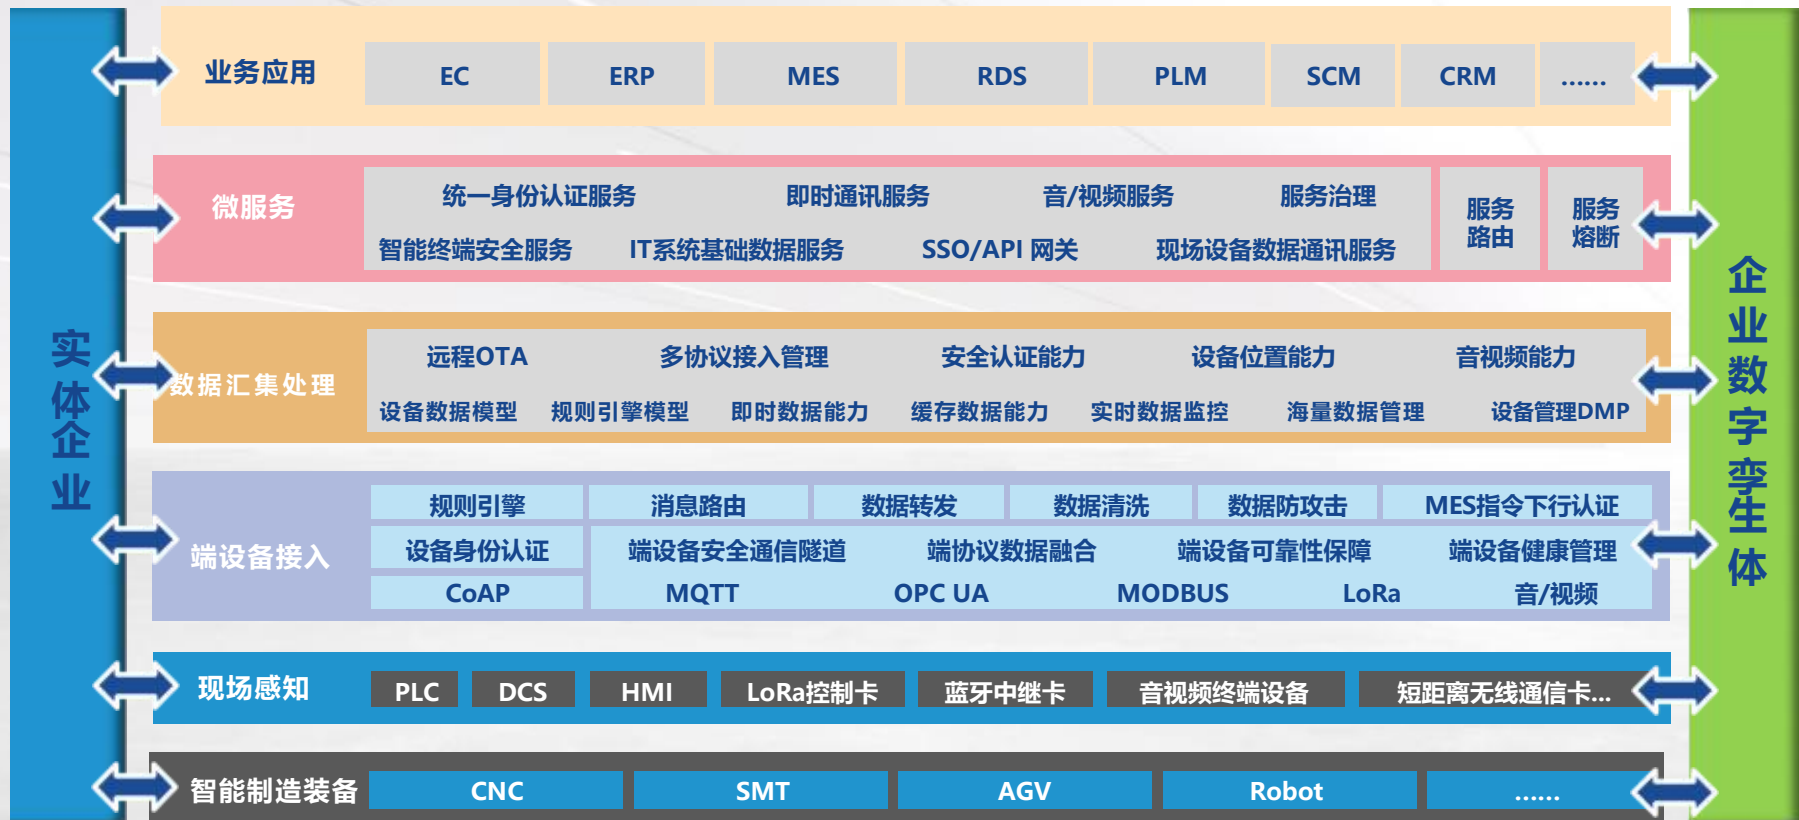 实体企业
业务应用
EC
ERP
MES
RDS
PLM
SCM
CRM
......
微服务
统一身份认证服务
即时通讯服务
音/视频服务
服务治理
智能终端安全服务
IT系统基础数据服务
SSO/API 网关
现场设备数据通讯服务
服务
路由
服务
熔断
数据汇集处理
远程OTA
多协议接入管理
安全认证能力
设备位置能力
音视频能力
设备数据模型
规则引擎模型
即时数据能力
缓存数据能力
实时数据监控
海量数据管理
设备管理DMP
端设备接入
规则引擎
消息路由
数据转发
数据清洗
数据防攻击
MES指令下行认证
设备身份认证
端设备安全通信隧道
端协议数据融合
端设备可靠性保障
端设备健康管理
CoAP
MQTT
OPC UA
MODBUS
LoRa
音/视频
现场感知
PLC
DCS
HMI
LoRa控制卡
蓝牙中继卡
音视频终端设备
短距离无线通信卡...
智能制造装备
CNC
SMT
AGV
Robot
......
企业数字孪生体